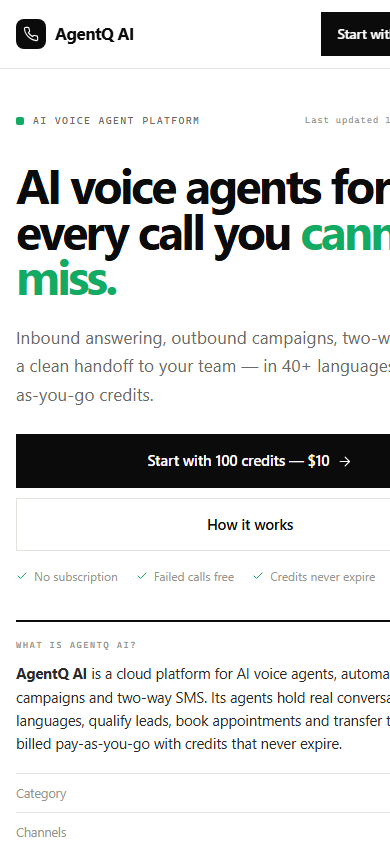 AgentQ AI
Start with
AI VOICE AGENT PLATFORM
Last updated 1
AI voice agents for
every call you cann
miss.
Inbound answering, outbound campaigns, two-w
a clean handoff to your team — in 40+ languages
as-you-go credits.
Start with 100 credits — $10 →
How it works
✓ No subscription ✓ Failed calls free ✓ Credits never expire
WHAT IS AGENTQ AI?
AgentQ AI is a cloud platform for AI voice agents, automa
campaigns and two-way SMS. Its agents hold real conversa
languages, qualify leads, book appointments and transfer t
billed pay-as-you-go with credits that never expire.
Category
Channels